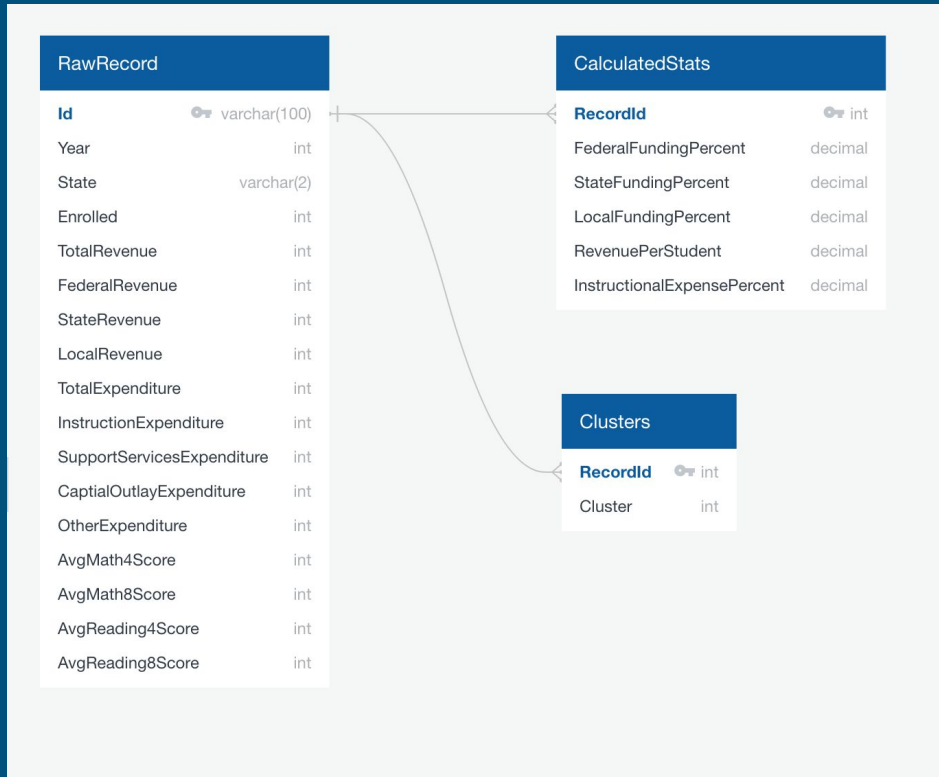 RawRecord
Id varchar(100)
Year int
State varchar(2)
Enrolled int
TotalRevenue int
FederalRevenue int
StateRevenue int
LocalRevenue int
TotalExpenditure int
InstructionExpenditure int
SupportServicesExpenditure int
CaptialOutlayExpenditure int
OtherExpenditure int
AvgMath4Score int
AvgMath8Score int
AvgReading4Score int
AvgReading8Score int
CalculatedStats
RecordId int
FederalFundingPercent decimal
StateFundingPercent decimal
LocalFundingPercent decimal
RevenuePerStudent decimal
InstructionalExpensePercent decimal
Clusters
RecordId int
Cluster int